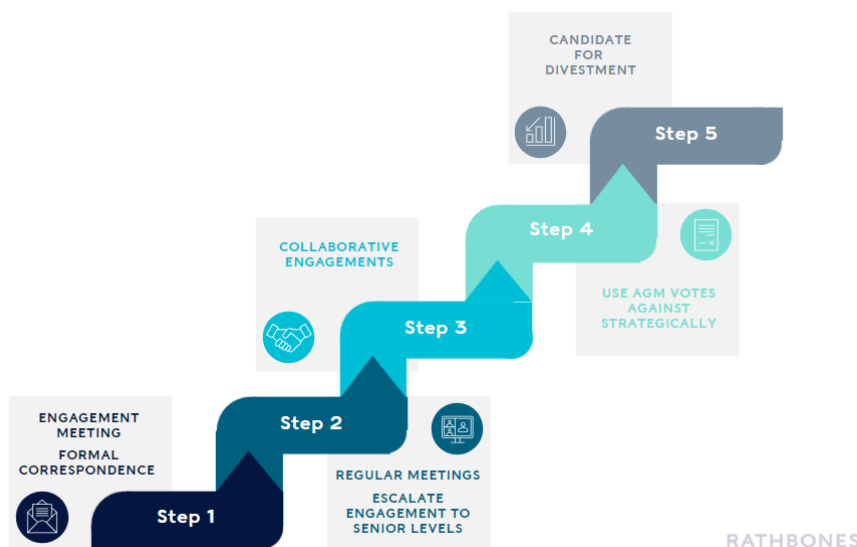 CANDIDATE
FOR
DIVESTMENT
Step 5
COLLABORATIVE
ENGAGEMENTS
Step 4
USE AGM VOTES
AGAINST
STRATEGICALLY
Step 3
ENGAGEMENT
MEETING
FORMAL
CORRESPONDENCE
Step 2
REGULAR MEETINGS
ESCALATE
ENGAGEMENT TO
SENIOR LEVELS
Step 1
RATHBONES